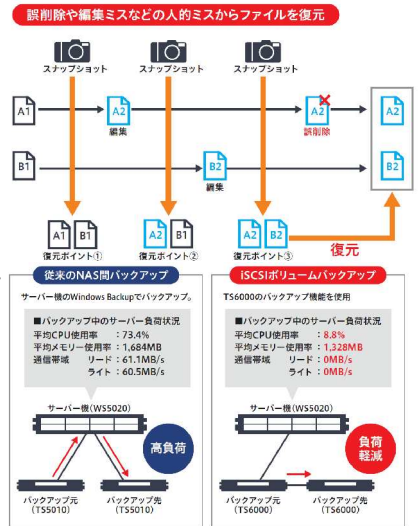 誤削除や編集ミスなどの人的ミスからファイルを復元
スナップショット
スナップショット
スナップショット
A1
A2
A2
A2
編集
誤削除
B1
B2
B2
編集
A1
B1
A2
B1
A2
B2
復元ポイント①
復元ポイント②
復元ポイント③
復元
従来のNAS間バックアップ
サーバー機のWindows Backupでバックアップ。
■バックアップ中のサーバー負荷状況
平均CPU使用率 :73.4%
平均メモリー使用率:1,684MB
通信帯域 リード:61.1MB/s
ライト:60.5MB/s
サーバー機(WS5020)
高負荷
バックアップ元
(TS5010)
バックアップ先
(TS5010)
iSCSIボリュームバックアップ
TS6000のバックアップ機能を使用
■バックアップ中のサーバー負荷状況
平均CPU使用率 :8.8%
平均メモリー使用率:1,328MB
通信帯域 リード:0MB/s
ライト:0MB/s
サーバー機(WS5020)
負荷
軽減
バックアップ元
(TS6000)
バックアップ先
(TS6000)